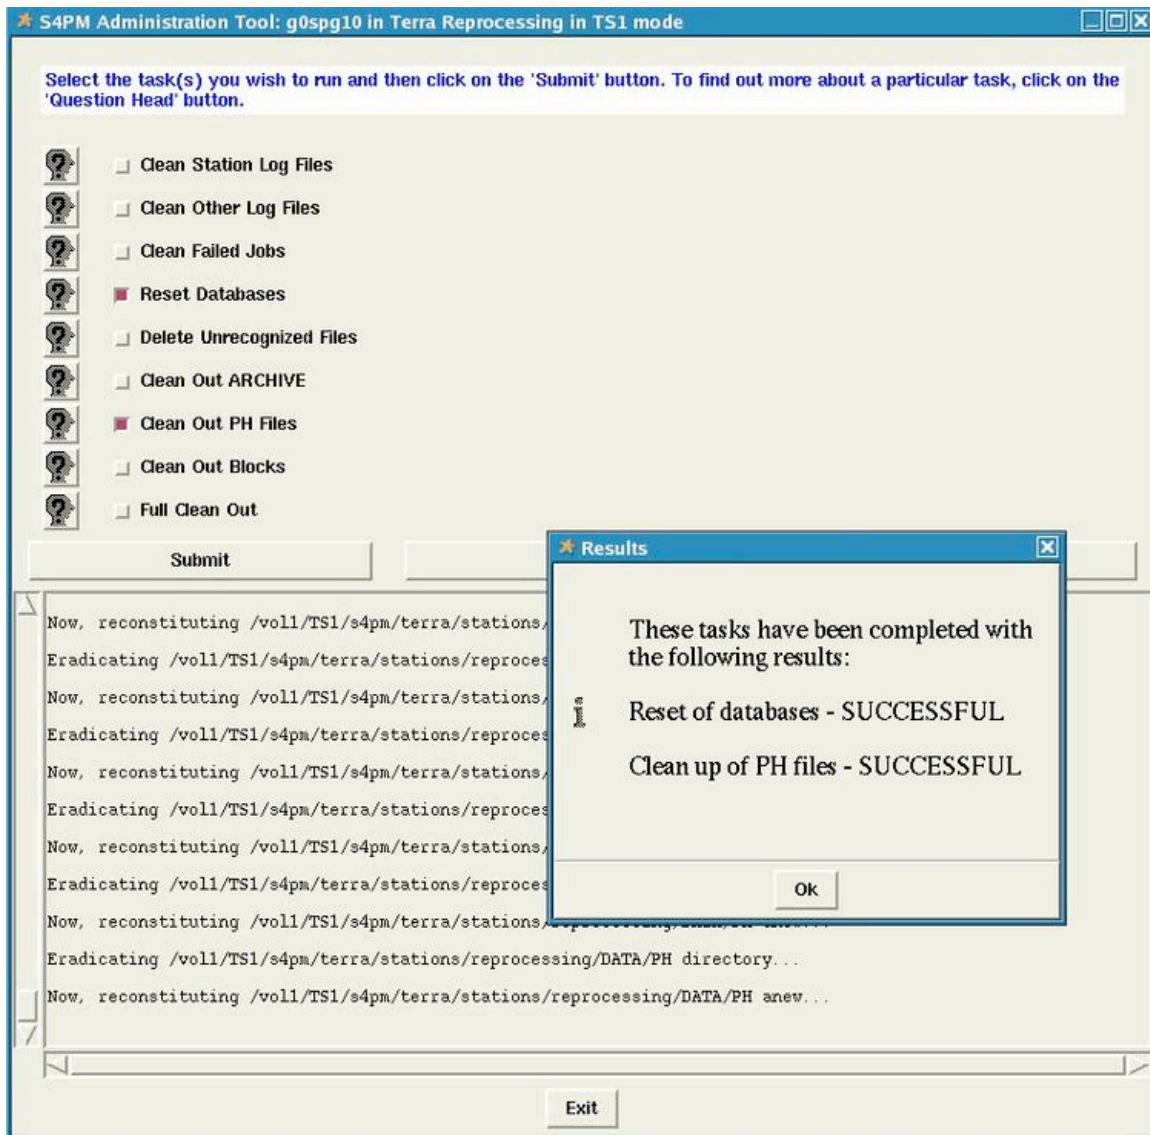 S4PM Administration Tool: g0spg10 in Terra Reprocessing in TS1 mode
Select the task(s) you wish to run and then click on the 'Submit' button. To find out more about a particular task, click on the
'Question Head' button.
Clean Station Log Files
Clean Other Log Files
Clean Failed Jobs
Reset Databases
Delete Unrecognized Files
Clean Out ARCHIVE
Clean Out PH Files
Clean Out Blocks
Full Clean Out
Submit
Results
These tasks have been completed with
the following results:
Reset of databases - SUCCESSFUL
Clean up of PH files - SUCCESSFUL
Ok
Now, reconstituting /vol1/TS1/s4pm/terra/stations/
Eradicating /vol1/TS1/s4pm/terra/stations/reproces
Now, reconstituting /vol1/TS1/s4pm/terra/stations/
Eradicating /vol1/TS1/s4pm/terra/stations/reproces
Now, reconstituting /vol1/TS1/s4pm/terra/stations/
Eradicating /vol1/TS1/s4pm/terra/stations/reproces
Now, reconstituting /vol1/TS1/s4pm/terra/stations/
Eradicating /vol1/TS1/s4pm/terra/stations/reproces
Now, reconstituting /vol1/TS1/s4pm/terra/stations/
Eradicating /vol1/TS1/s4pm/terra/stations/reprocessing/DATA/PH directory...
Now, reconstituting /vol1/TS1/s4pm/terra/stations/reprocessing/DATA/PH anew...
Exit